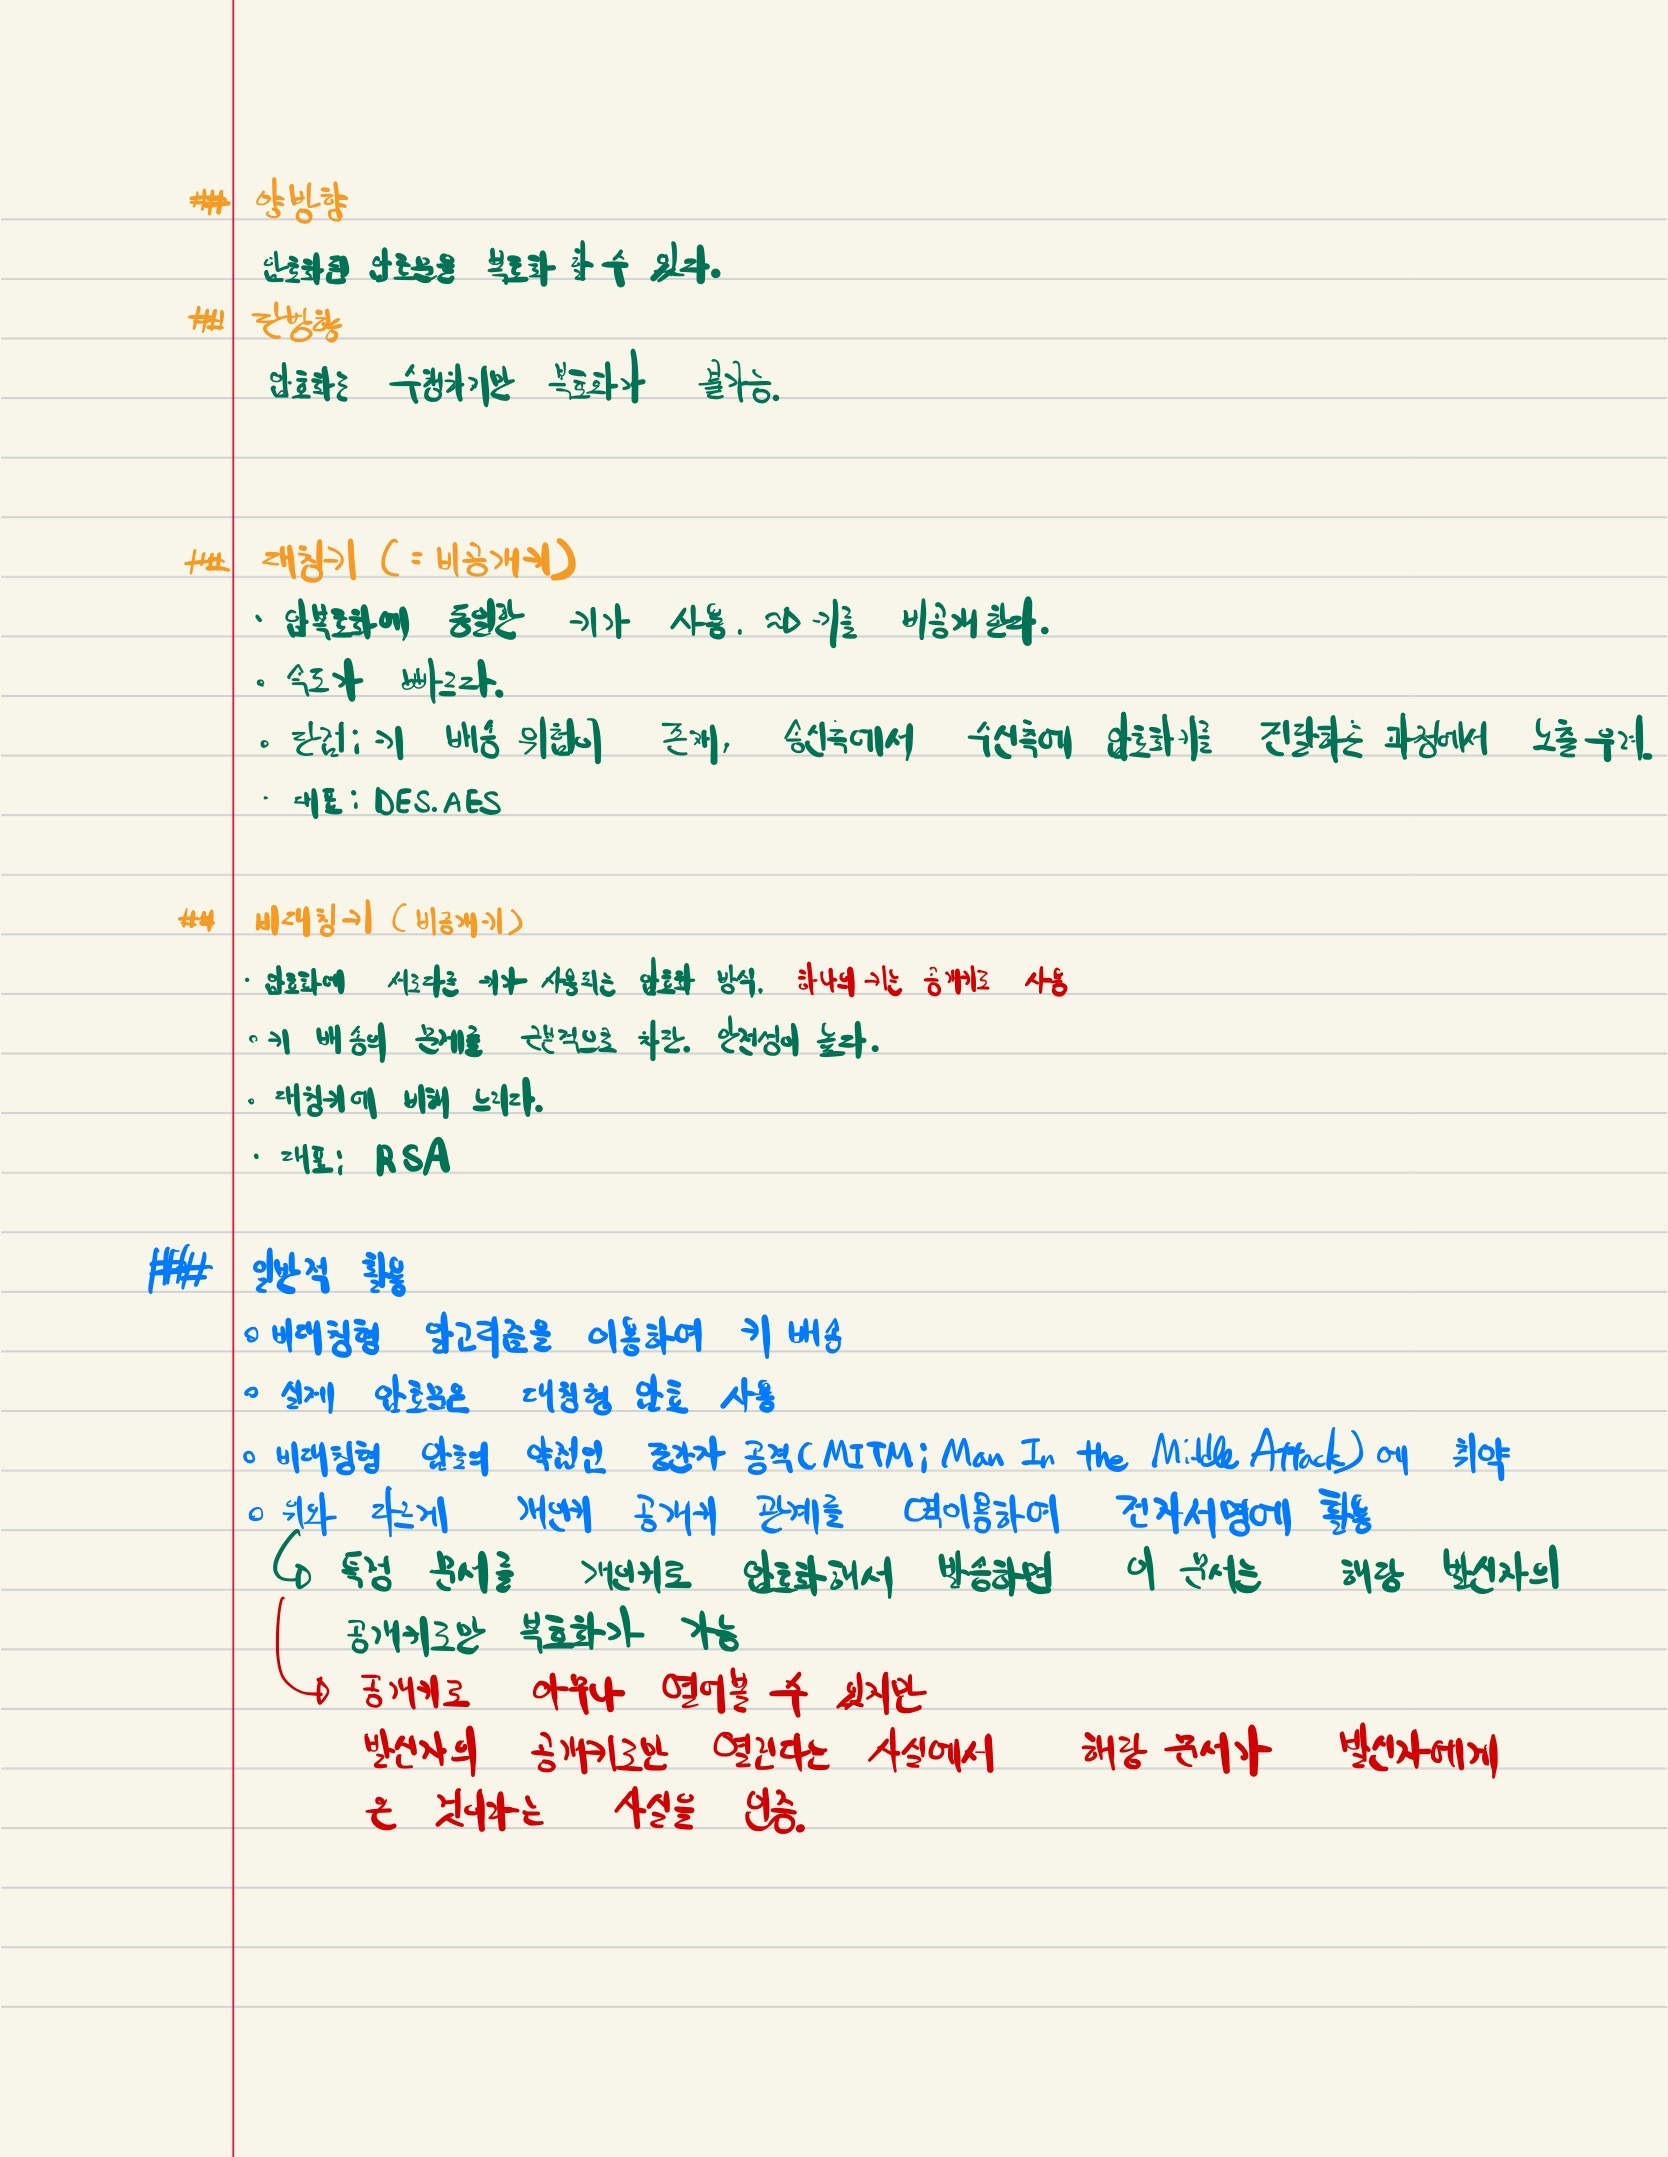 ## 양방향
암호화된 암호문을 복호화 할 수 있다.
## 단방향
암호화는 수행하지만 복호화가 불가능.
## 대칭키 (= 비공개키)
· 암복호화에 동일한 키가 사용. => 키를 비공개 한다.
· 속도가 빠르다.
· 단점; 키 배송 위험이 존재, 송신측에서 수신측에 암호화키를 전달하는 과정에서 노출 우려.
· 대표; DES. AES
## 비대칭키 (비공개키)
· 암호화에 서로다른 키가 사용되는 암호화 방식. 하나의 키는 공개키로 사용
· 키 배송의 문제를 근본적으로 차단. 안전성이 높다.
· 대칭키에 비해 느리다.
· 대표; RSA
### 일반적 활용
◦ 비대칭형 알고리즘을 이용하여 키 배송
◦ 실제 암호문은 대칭형 암호 사용
◦ 비대칭형 암호의 약점인 중간자 공격(MITM; Man In the Middle Attack)에 취약
◦ 위와 다르게 개인키 공개키 관계를 역이용하여 전자서명에 활용
특정 문서를 개인키로 암호화해서 발송하면 이 문서는 해당 발신자의
공개키로만 복호화가 가능
공개키로 아무나 열어볼 수 있지만
발신자의 공개키로만 열린다는 사실에서 해당 문서가 발신자에게
온 것이라는 사실을 인증.